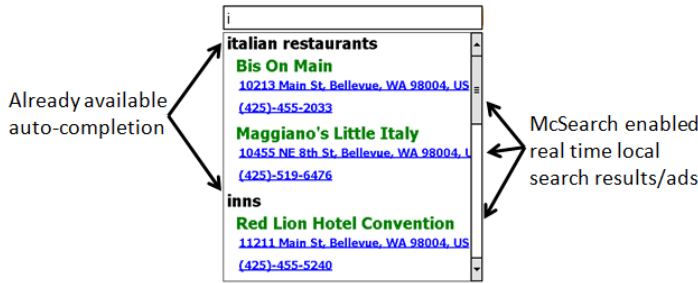 i
italian restaurants
Bis On Main
10213 Main St, Bellevue, WA 98004, US
(425)-455-2033
Maggiano's Little Italy
10455 NE 8th St, Bellevue, WA 98004, U
(425)-519-6476
inns
Red Lion Hotel Convention
11211 Main St, Bellevue, WA 98004, US
(425)-455-5240
Already available
auto-completion
McSearch enabled
real time local
search results/ads